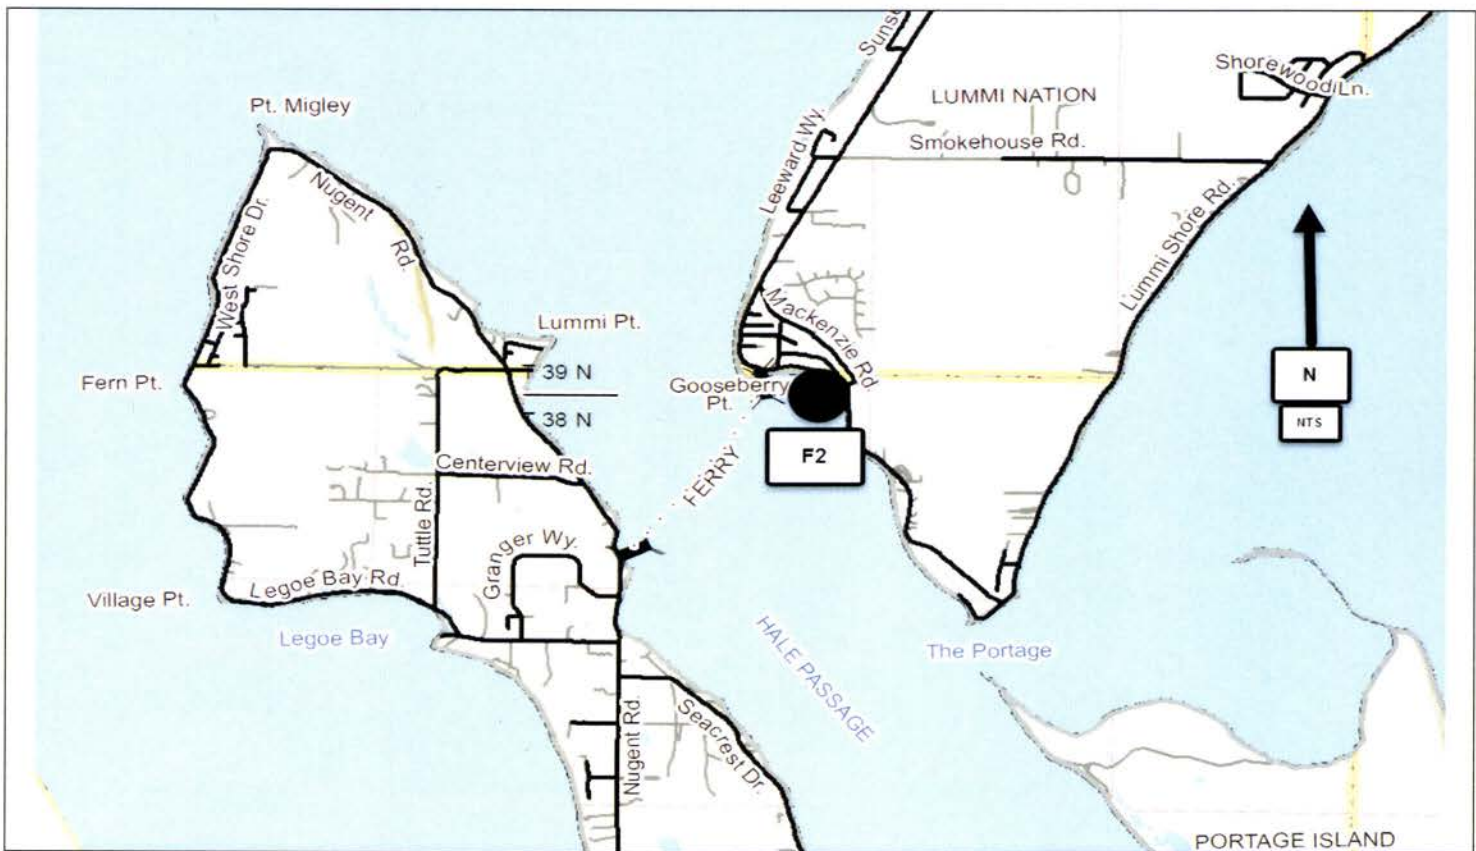 Sunse
Shorewood Ln.
Pt. Migley
LUMMI NATION
Smokehouse Rd.
Leeward Wy.
Nugent
Rd.
West Shore Dr.
Lummi Shore Rd.
Mackenzie Rd.
Lummi Pt.
39 N
Fern Pt.
Gooseberry
Pt.
N
NTS
38 N
F2
Centerview Rd.
FERRY
Tuttle Rd.
Granger Wy.
Legoe Bay Rd.
Village Pt.
Legoe Bay
HALE PASSAGE
The Portage
Nugent Rd.
Seacrest Dr.
PORTAGE ISLAND